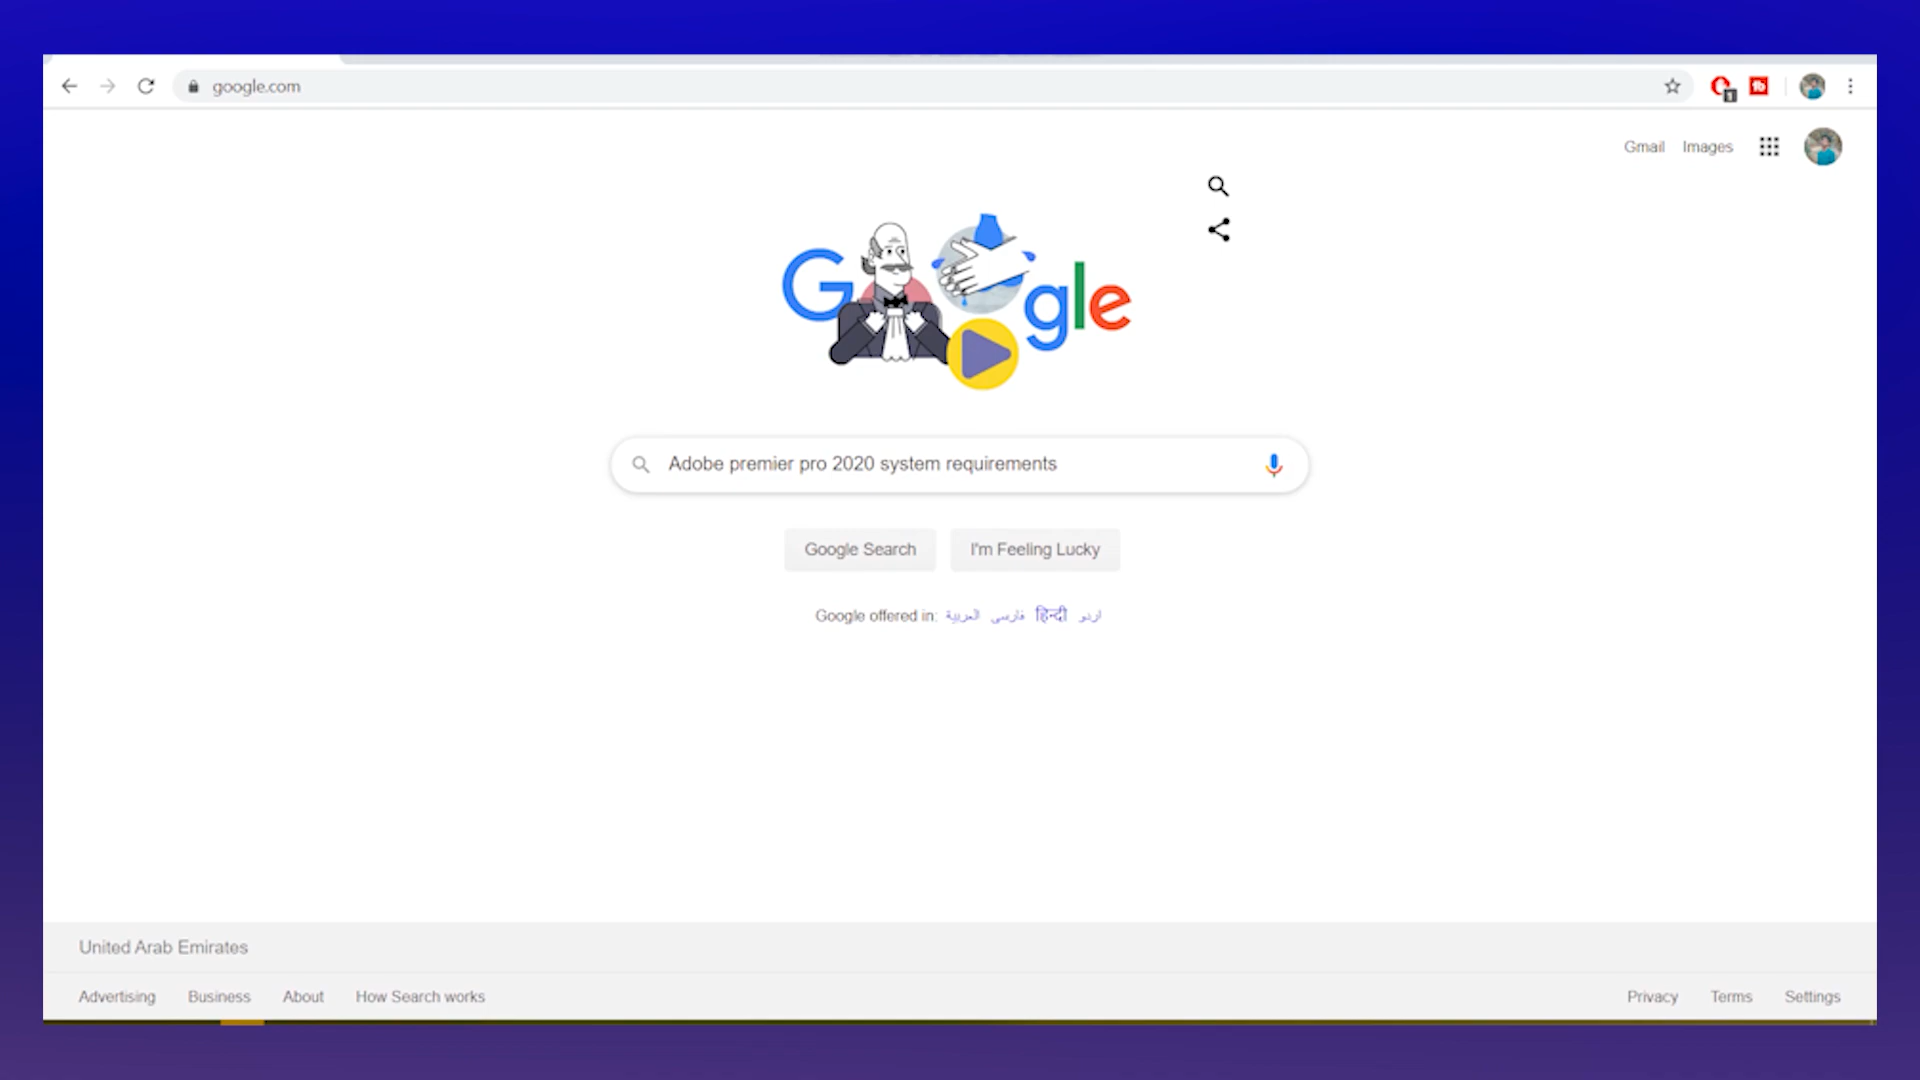 google.com
Gmail Images
Google
Adobe premier pro 2020 system requirements
Google Search I'm Feeling Lucky
Google offered in: العربية فارسی हिन्दी اردو
United Arab Emirates
Advertising Business About How Search works Privacy Terms Settings